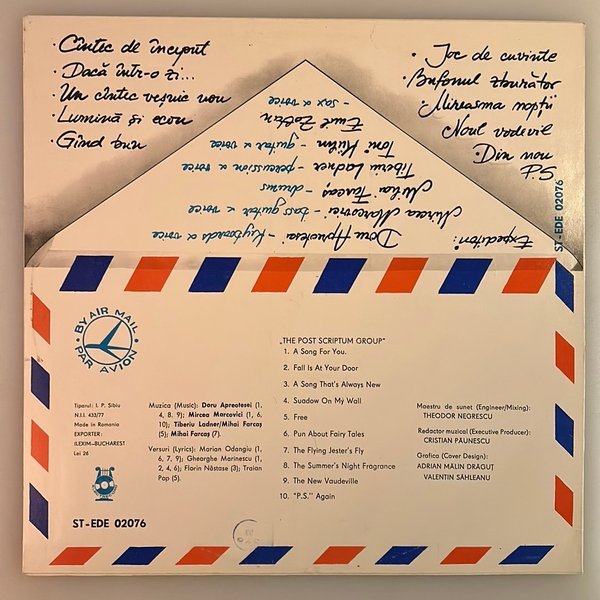 · Cîntec de început
· Dacă într-o zi...
· Un cîntec veșnic nou
· Lumină și ecou
· Gînd bun
· Joc de cuvinte
· Bufonul zburător
· Mireasma nopții
Noul vodevil
Din nou
P.S.
Expeditori:
Doru Apreotesei - Keyboards & voice
Mircea Marcovici - bass guitar & voice
Mihai Farcaș - drums
Tiberiu Ladner - percussion & voice
Toni Kühn - guitar & voice
Emil Zoltán
- sax & voice
ST-EDE 02076
· BY AIR MAIL ·
PAR AVION
Tiparul: I. P. Sibiu
N.I.I. 433/77
Made in Romania
EXPORTER:
ILEXIM–BUCHAREST
Lei 26
ST-EDE 02076
Muzica (Music): Doru Apreotesei (1,
4, 8, 9); Mircea Marcovici (1, 6,
10); Tiberiu Ladner/Mihai Farcaș
(5); Mihai Farcaș (7).
Versuri (Lyrics): Marian Odangiu (1,
6, 7, 9); Gheorghe Marinescu (1,
2, 4, 6); Florin Năstase (3); Traian
Pop (5).
„THE POST SCRIPTUM GROUP"
1. A Song For You.
2. Fall Is At Your Door
3. A Song That's Always New
4. Suadow On My Wall
5. Free
6. Pun About Fairy Tales
7. The Flying Jester's Fly
8. The Summer's Night Fragrance
9. The New Vaudeville
10. "P.S." Again
Maestru de sunet (Engineer/Mixing):
THEODOR NEGRESCU
Redactor muzical (Executive Producer):
CRISTIAN PĂUNESCU
Grafica (Cover Design):
ADRIAN MĂLIN DRĂGUȚ
VALENTIN SĂHLEANU